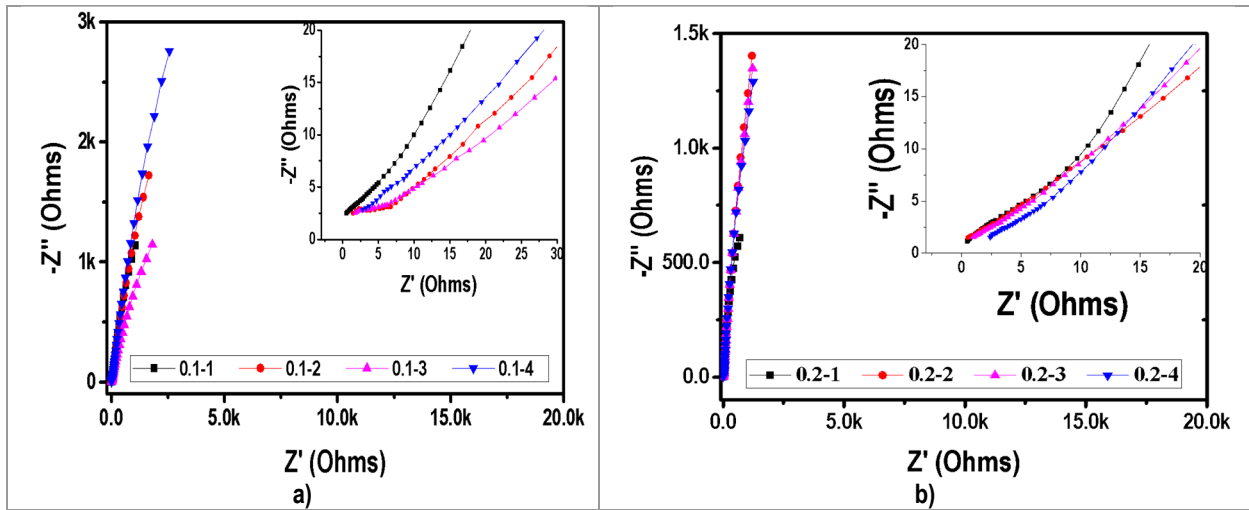 3k
2k
1k
0
-Z" (Ohms)
0.0 5.0k 10.0k 15.0k 20.0k
Z' (Ohms)
20
15
10
5
0
-Z" (Ohms)
0 5 10 15 20 25 30
Z' (Ohms)
0.1-1 0.1-2 0.1-3 0.1-4
a)
1.5k
1.0k
500.0
0.0
-Z" (Ohms)
0.0 5.0k 10.0k 15.0k 20.0k
Z' (Ohms)
20
15
10
5
0
-Z" (Ohms)
0 5 10 15 20
Z' (Ohms)
0.2-1 0.2-2 0.2-3 0.2-4
b)